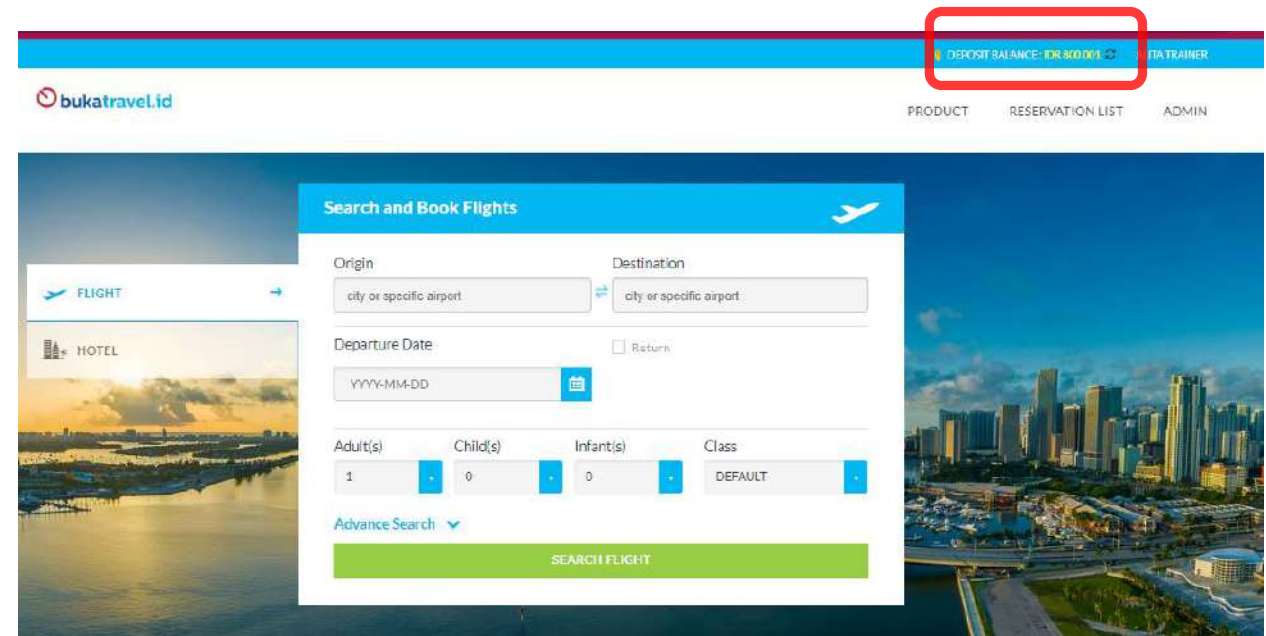 DEPOSIT BALANCE: IDR 800.001 TRAINER
bukatravel.id
PRODUCT RESERVATION LIST ADMIN
Search and Book Flights
Origin Destination
FLIGHT
city or specific airport city or specific airport
HOTEL
Departure Date Return
YYYY-MM-DD
Adult(s) Child(s) Infant(s) Class
1 0 0 DEFAULT
Advance Search
SEARCH FLIGHT